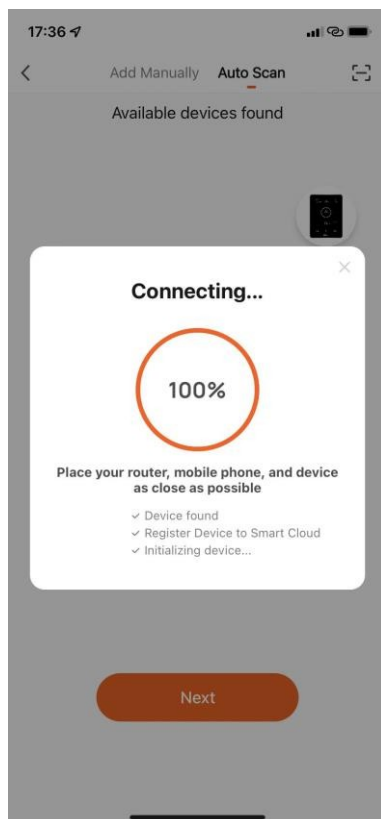 17:36
Add Manually Auto Scan
Available devices found
Connecting...
100%
Place your router, mobile phone, and device
as close as possible
✓ Device found
✓ Register Device to Smart Cloud
✓ Initializing device...
Next